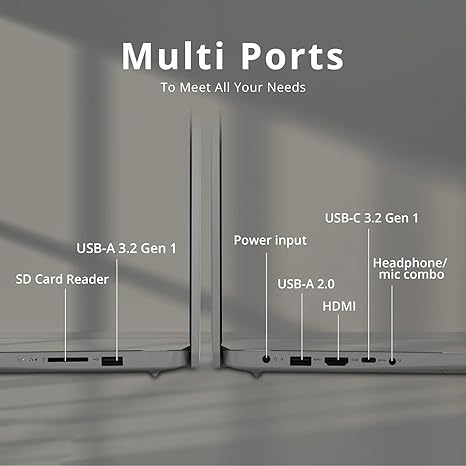 Multi Ports
To Meet All Your Needs
USB-C 3.2 Gen 1
USB-A 3.2 Gen 1
Power input
Headphone/
mic combo
SD Card Reader
USB-A 2.0
HDMI